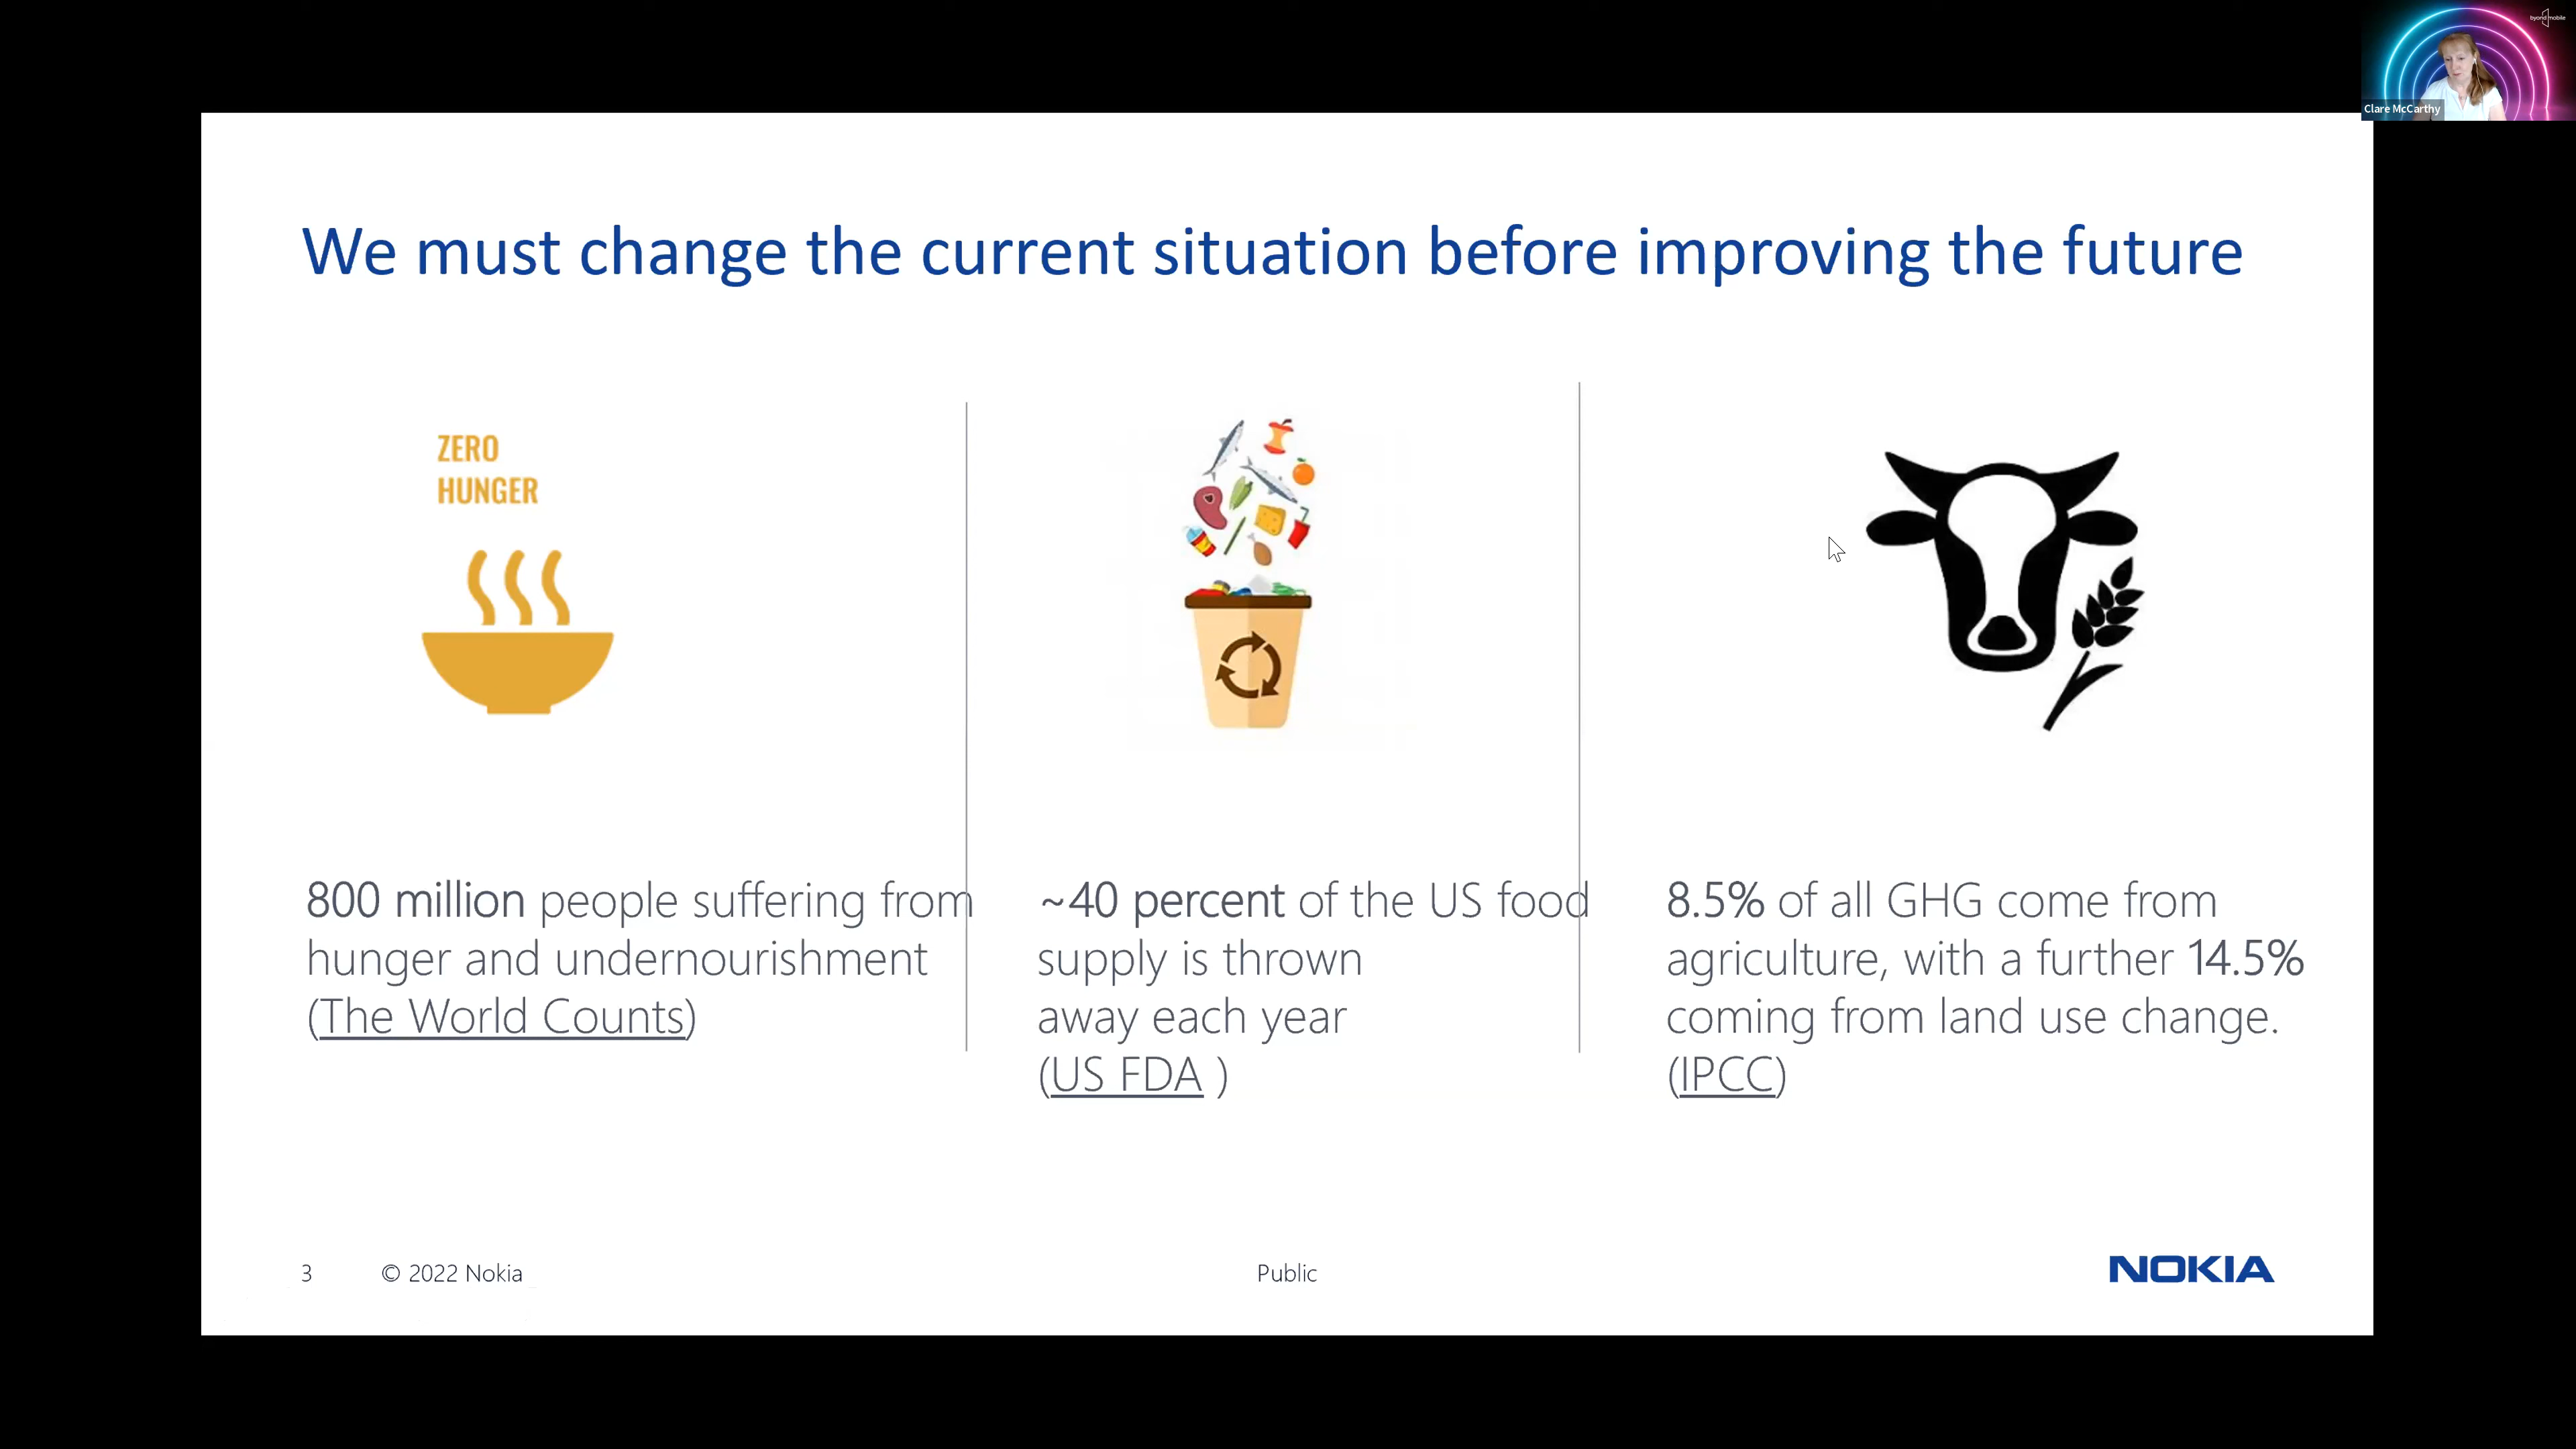 byond mobile
Clare McCarthy
We must change the current situation before improving the future
ZERO
HUNGER
800 million people suffering from
hunger and undernourishment
(The World Counts)
~40 percent of the US food
supply is thrown
away each year
(US FDA )
8.5% of all GHG come from
agriculture, with a further 14.5%
coming from land use change.
(IPCC)
3
© 2022 Nokia
Public
NOKIA